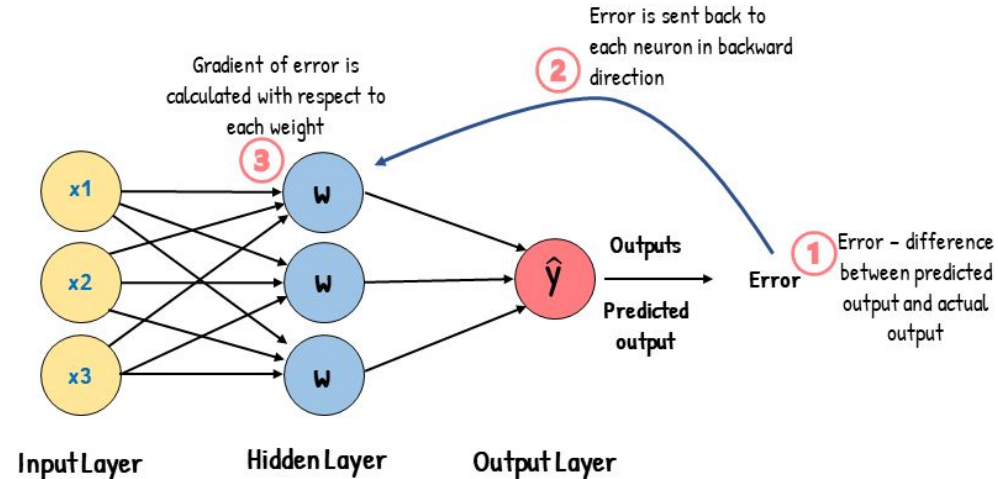 Error is sent back to
each neuron in backward
direction
2
Gradient of error is
calculated with respect to
each weight
3
x1
x2
x3
W
W
W
ŷ
Outputs
Predicted
output
Error
1
Error - difference
between predicted
output and actual
output
Input Layer
Hidden Layer
Output Layer